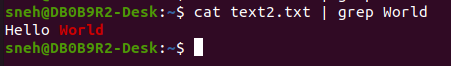 sneh@DB0B9R2-Desk:~$ cat text2.txt | grep World
Hello World
sneh@DB0B9R2-Desk:~$